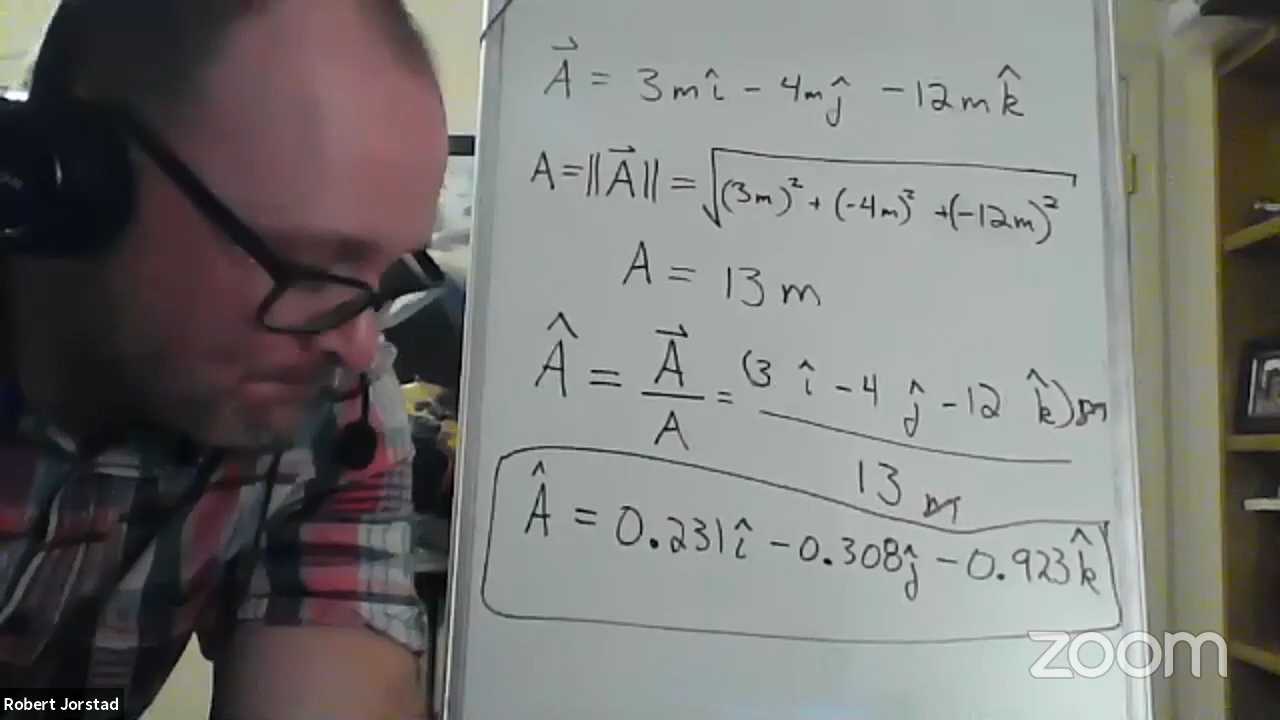 A⃗ = 3m î − 4m ĵ − 12m k̂
A = ||A⃗|| = √((3m)² + (-4m)² + (-12m)²)
A = 13 m
Â = A⃗/A = (3 î − 4 ĵ − 12 k̂)m / 13 m
Â = 0.231 î − 0.308 ĵ − 0.923 k̂
zoom
Robert Jorstad